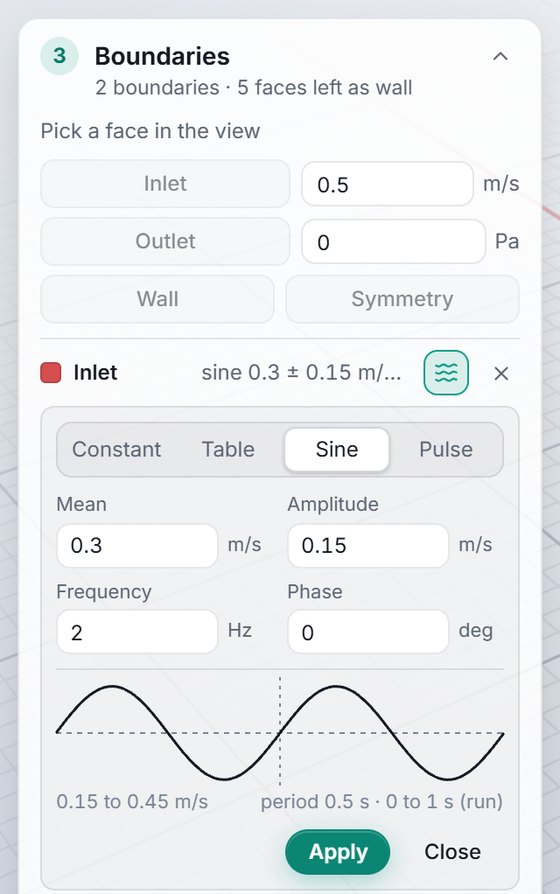 3 Boundaries
2 boundaries · 5 faces left as wall
Pick a face in the view
Inlet 0.5 m/s
Outlet 0 Pa
Wall Symmetry
Inlet sine 0.3 ± 0.15 m/...
Constant Table Sine Pulse
Mean Amplitude
0.3 m/s 0.15 m/s
Frequency Phase
2 Hz 0 deg
0.15 to 0.45 m/s period 0.5 s · 0 to 1 s (run)
Apply Close